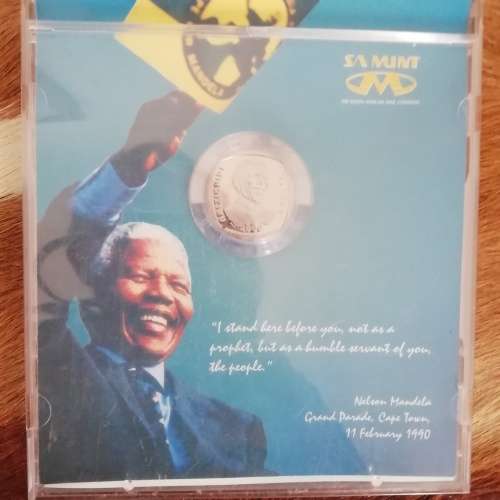 MANDELA
SA MINT
"I stand here before you, not as a
prophet, but as a humble servant of you,
the people."
Nelson Mandela
Grand Parade, Cape Town,
11 February 1990